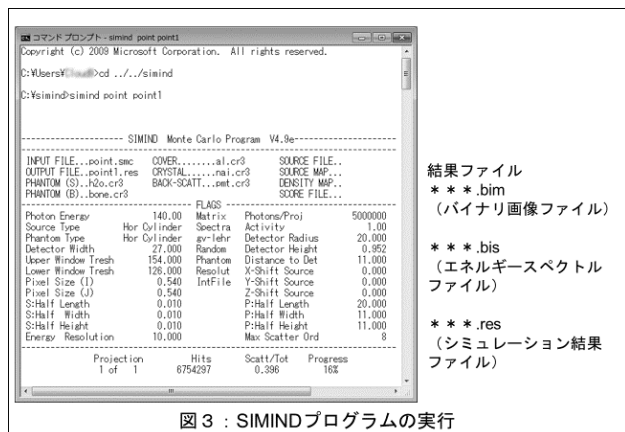 コマンド プロンプト - simind point point1
Copyright (c) 2009 Microsoft Corporation. All rights reserved.
C:¥Users¥ >cd ../../simind
C:¥simind>simind point point1
SIMIND Monte Carlo Program V4.9e
INPUT FILE...point.smc COVER........al.cr3 SOURCE FILE..
OUTPUT FILE..point1.res CRYSTAL......nai.cr3 SOURCE MAP...
PHANTOM (S)..h2o.cr3 BACK-SCATT...pmt.cr3 DENSITY MAP..
PHANTOM (B)..bone.cr3 SCORE FILE...
FLAGS
Photon Energy 140.00 Matrix Photons/Proj 5000000
Source Type Hor Cylinder Spectra Activity 1.00
Phantom Type Hor Cylinder gv-lehr Detector Radius 20.000
Detector Width 27.000 Random Detector Height 0.952
Upper Window Tresh 154.000 Phantom Distance to Det 11.000
Lower Window Tresh 126.000 Resolut X-Shift Source 0.000
Pixel Size (I) 0.540 IntFile Y-Shift Source 0.000
Pixel Size (J) 0.540 Z-Shift Source 0.000
S:Half Length 0.010 P:Half Length 20.000
S:Half Width 0.010 P:Half Width 11.000
S:Half Height 0.010 P:Half Height 11.000
Energy Resolution 10.000 Max Scatter Ord 8
Projection Hits Scatt/Tot Progress
1 of 1 6754297 0.396 16%
結果ファイル
＊＊＊.bim
（バイナリ画像ファイル）
＊＊＊.bis
（エネルギースペクトル
ファイル）
＊＊＊.res
（シミュレーション結果
ファイル）
図３：SIMINDプログラムの実行